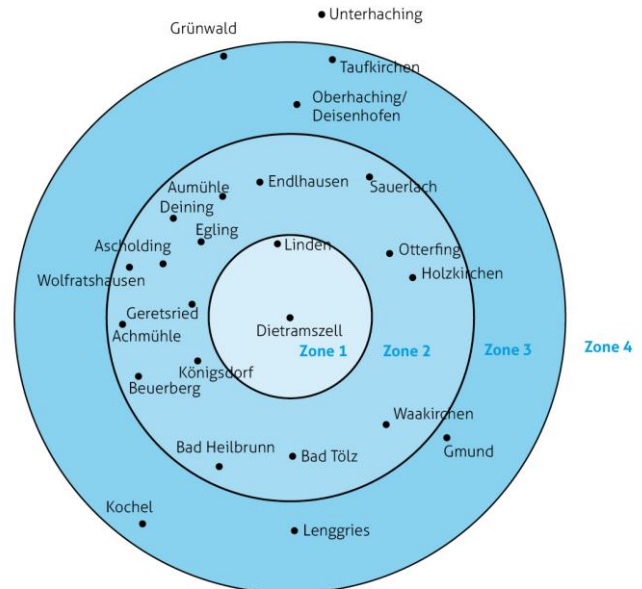 Unterhaching
Grünwald
Taufkirchen
Oberhaching/
Deisenhofen
Endlhausen
Sauerlach
Aumühle
Deining
Egling
Linden
Ascholding
Otterfing
Wolfratshausen
Holzkirchen
Geretsried
Achmühle
Dietramszell
Zone 1
Zone 2
Zone 3
Zone 4
Königsdorf
Beuerberg
Waakirchen
Bad Heilbrunn
Bad Tölz
Gmund
Kochel
Lenggries